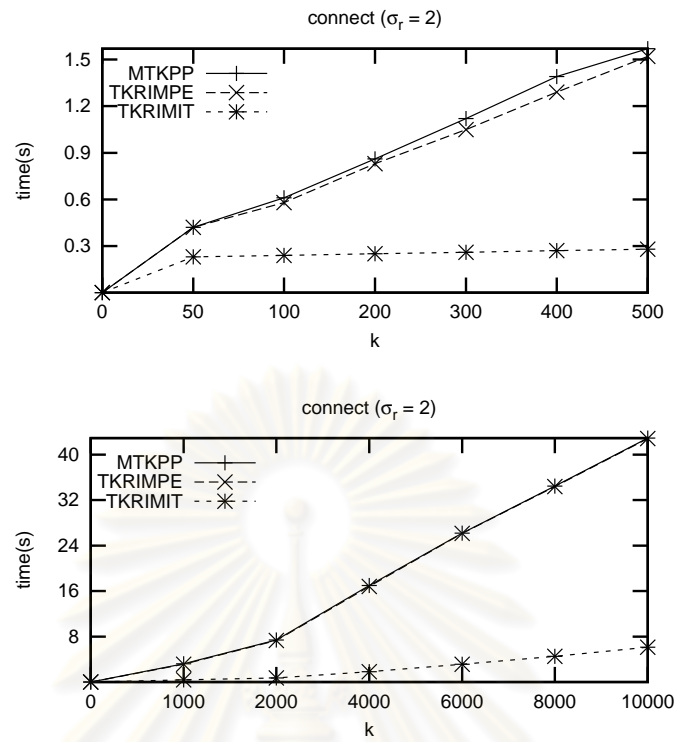 connect (σr = 2)
MTKPP
TKRIMPE
TKRIMIT
time(s)
1.5
1.2
0.9
0.6
0.3
0 50 100 200 300 400 500
k
connect (σr = 2)
MTKPP
TKRIMPE
TKRIMIT
time(s)
40
32
24
16
8
0 1000 2000 4000 6000 8000 10000
k